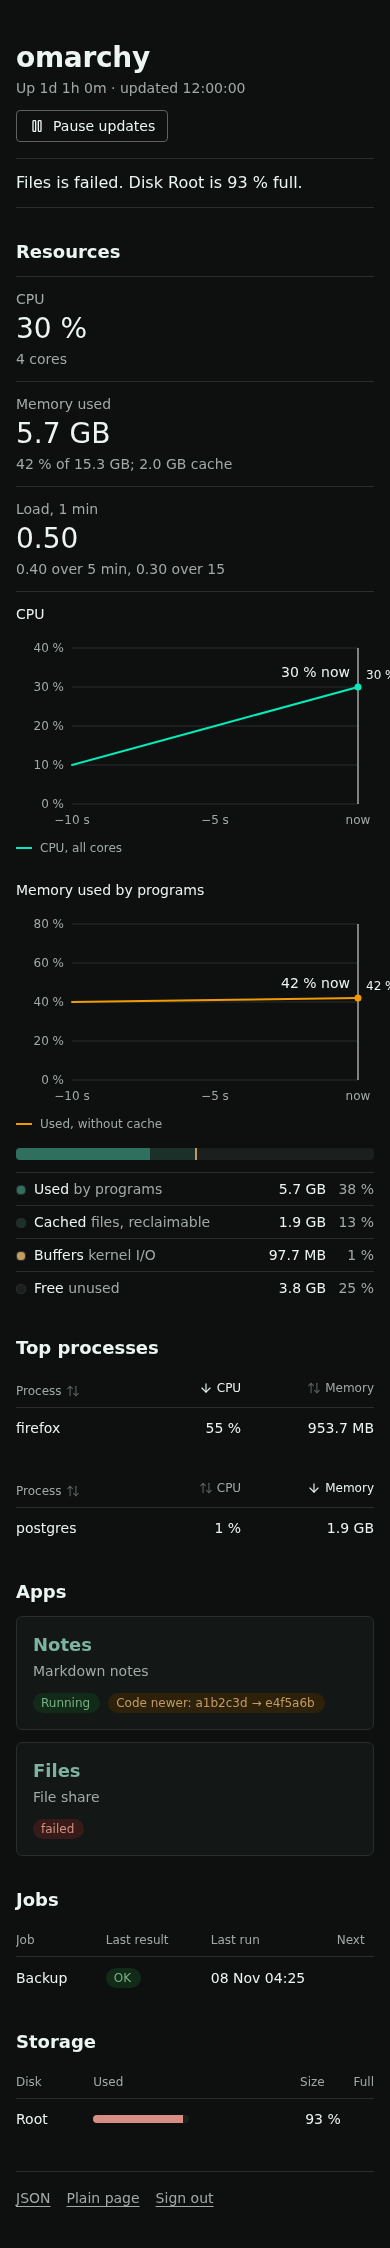 omarchy
Up 1d 1h 0m · updated 12:00:00
Pause updates
Files is failed. Disk Root is 93 % full.
Resources
CPU
30 %
4 cores
Memory used
5.7 GB
42 % of 15.3 GB; 2.0 GB cache
Load, 1 min
0.50
0.40 over 5 min, 0.30 over 15
CPU
40 %
30 % now 30 %
30 %
20 %
10 %
0 %
−10 s −5 s now
CPU, all cores
Memory used by programs
80 %
60 %
42 % now 42 %
40 %
20 %
0 %
−10 s −5 s now
Used, without cache
Used by programs 5.7 GB 38 %
Cached files, reclaimable 1.9 GB 13 %
Buffers kernel I/O 97.7 MB 1 %
Free unused 3.8 GB 25 %
Top processes
Process ↑↓ ↓ CPU ↑↓ Memory
firefox 55 % 953.7 MB
Process ↑↓ ↑↓ CPU ↓ Memory
postgres 1 % 1.9 GB
Apps
Notes
Markdown notes
Running Code newer: a1b2c3d → e4f5a6b
Files
File share
failed
Jobs
Job Last result Last run Next
Backup OK 08 Nov 04:25
Storage
Disk Used Size Full
Root 93 %
JSON Plain page Sign out